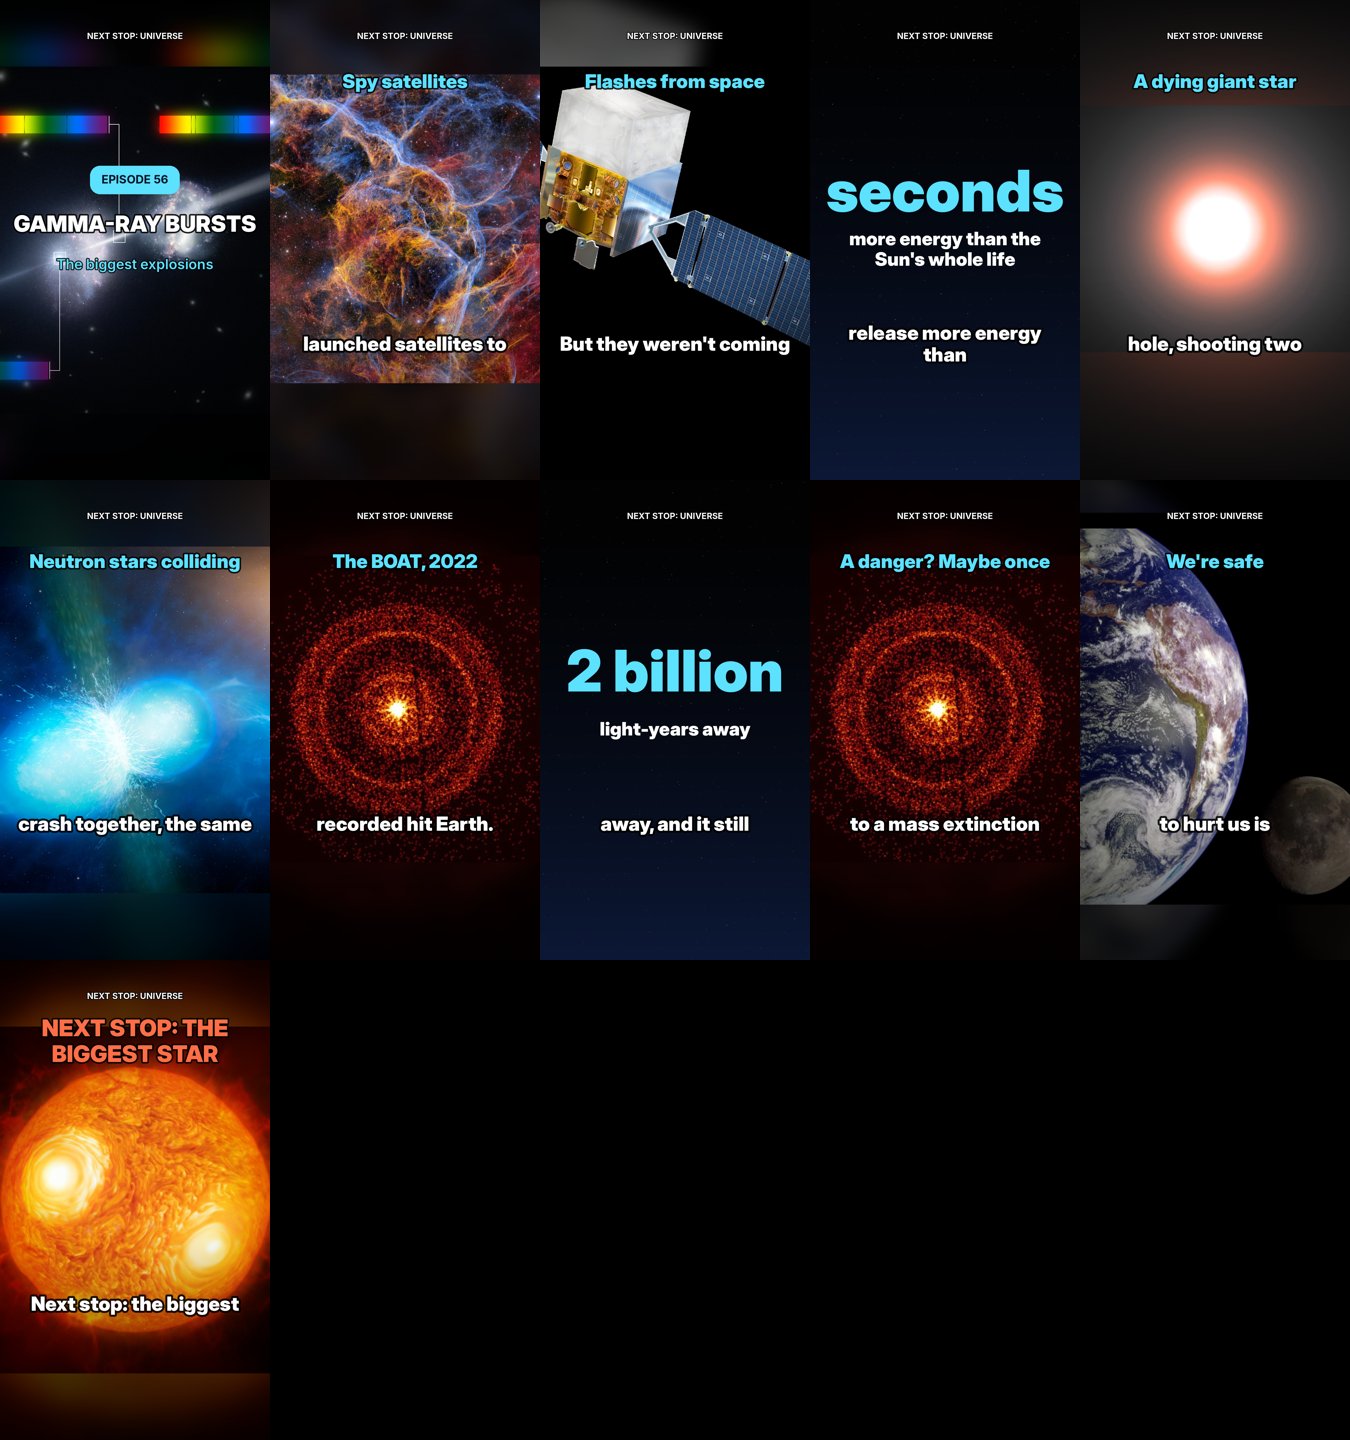 NEXT STOP: UNIVERSE
EPISODE 56
GAMMA-RAY BURSTS
The biggest explosions
NEXT STOP: UNIVERSE
Spy satellites
launched satellites to
NEXT STOP: UNIVERSE
Flashes from space
But they weren't coming
NEXT STOP: UNIVERSE
seconds
more energy than the
Sun's whole life
release more energy
than
NEXT STOP: UNIVERSE
A dying giant star
hole, shooting two
NEXT STOP: UNIVERSE
Neutron stars colliding
crash together, the same
NEXT STOP: UNIVERSE
The BOAT, 2022
recorded hit Earth.
NEXT STOP: UNIVERSE
2 billion
light-years away
away, and it still
NEXT STOP: UNIVERSE
A danger? Maybe once
to a mass extinction
NEXT STOP: UNIVERSE
We're safe
to hurt us is
NEXT STOP: UNIVERSE
NEXT STOP: THE
BIGGEST STAR
Next stop: the biggest